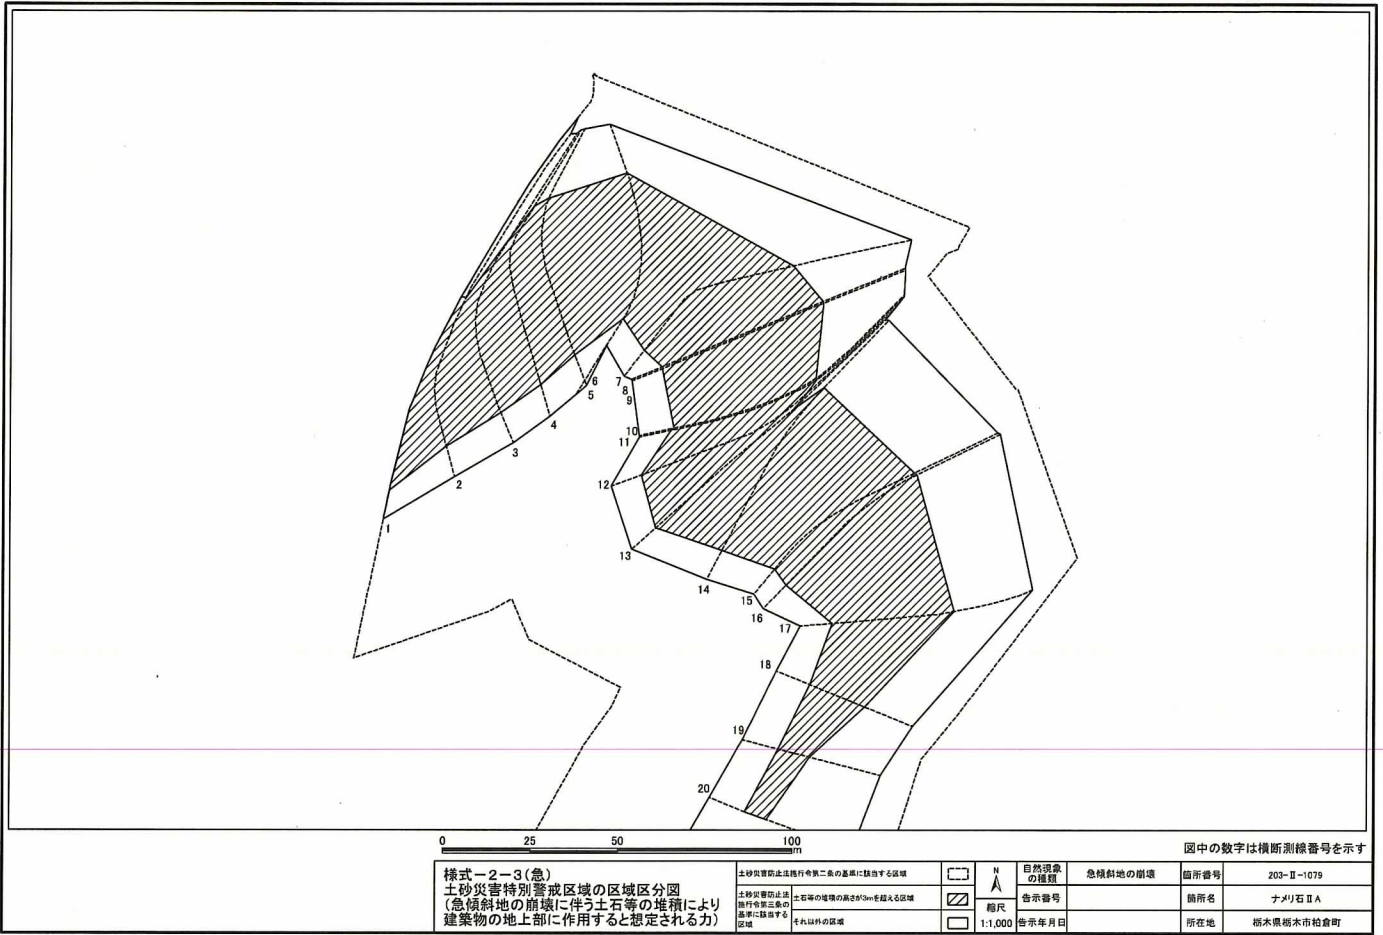 1
2
3
4
5
6
7
8
9
10
11
12
13
14
15
16
17
18
19
20
0 25 50 100
m
図中の数字は横断測線番号を示す
様式－２－３(急)
土砂災害特別警戒区域の区域区分図
(急傾斜地の崩壊に伴う土石等の堆積により
建築物の地上部に作用すると想定される力)
土砂災害防止法施行令第二条の基準に該当する区域
土砂災害防止法
施行令第三条の
基準に該当する
区域
土石等の堆積の高さが3mを超える区域
それ以外の区域
N
縮尺
1:1,000
自然現象
の種類
急傾斜地の崩壊
箇所番号
203-Ⅱ-1079
告示番号
箇所名
ナメリ石ⅡA
告示年月日
所在地
栃木県栃木市柏倉町